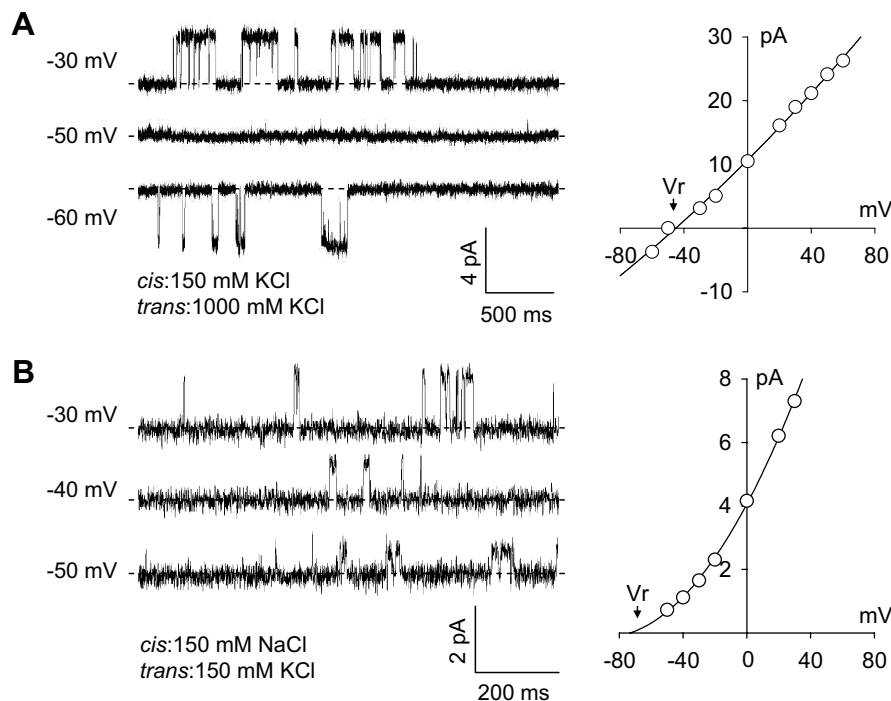 A
-30 mV
-50 mV
-60 mV
cis:150 mM KCl
trans:1000 mM KCl
4 pA
500 ms
30
pA
20
10
Vr
mV
-80
-40
0
40
80
-10
B
-30 mV
-40 mV
-50 mV
cis:150 mM NaCl
trans:150 mM KCl
2 pA
200 ms
8
pA
6
4
2
Vr
mV
-80
-40
0
40
80